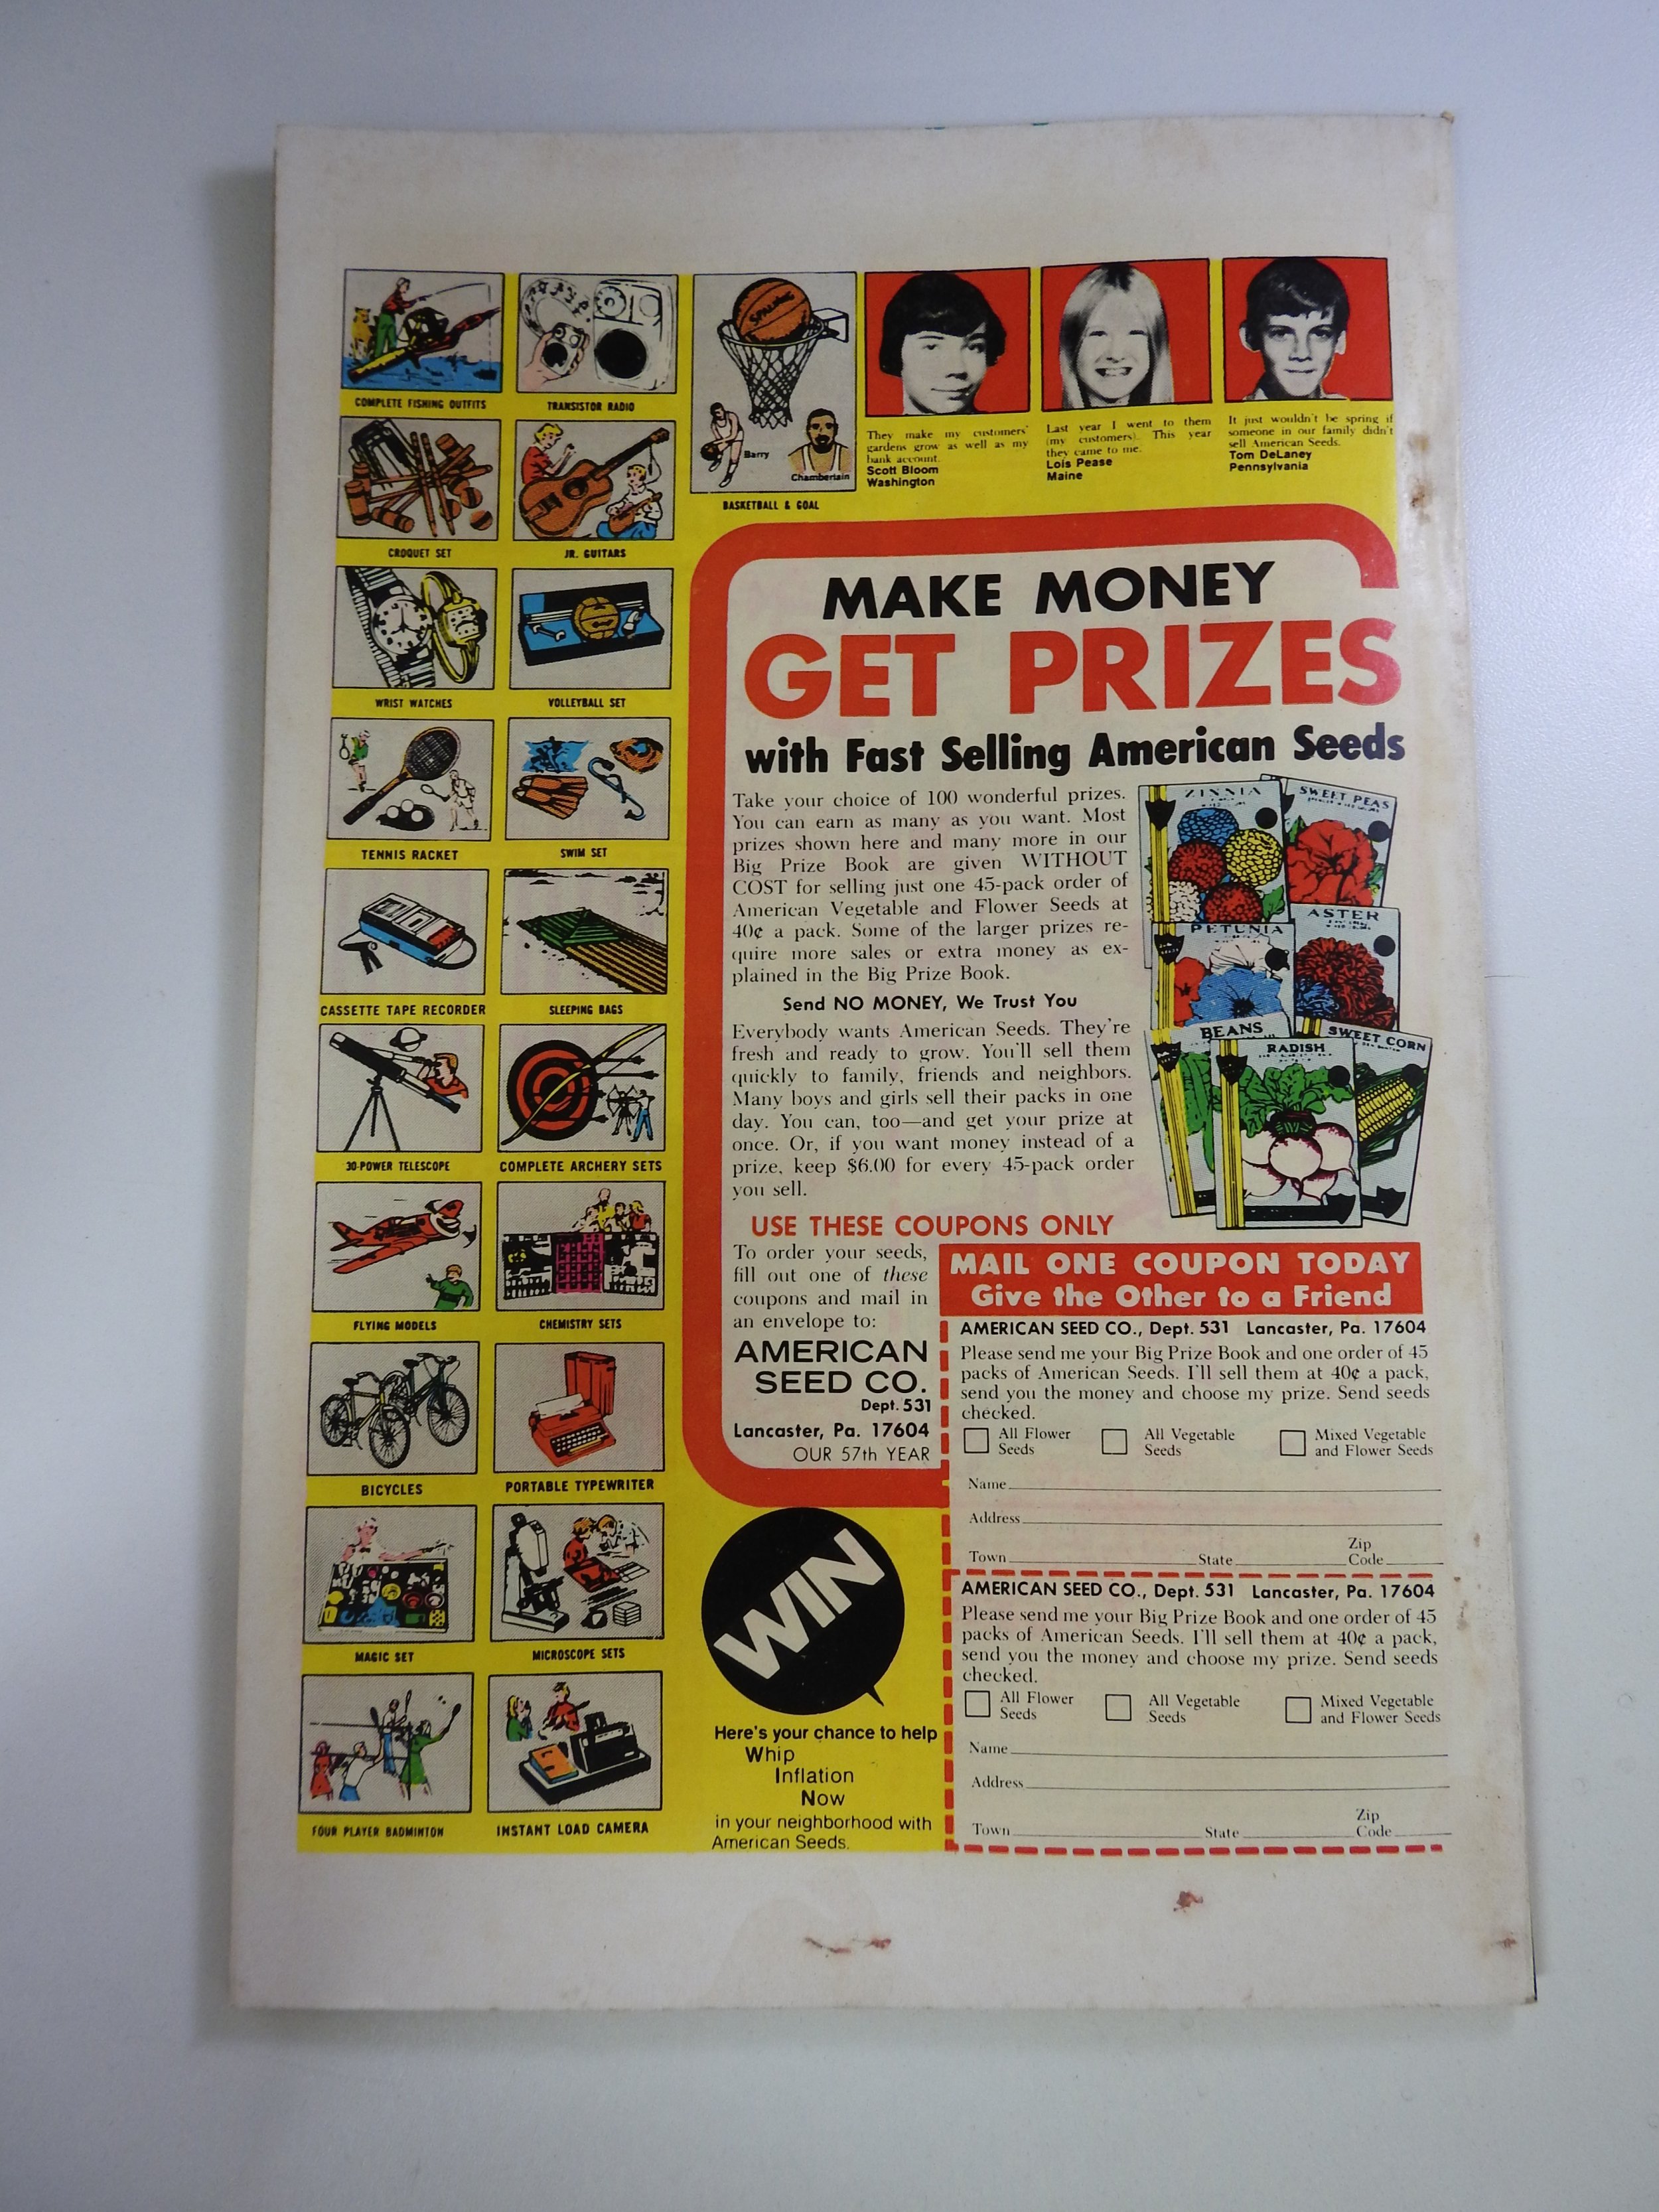 COMPLETE FISHING OUTFITS
TRANSISTOR RADIO
SPALDING
Barry
Chamberlain
BASKETBALL & GOAL
CROQUET SET
JR. GUITARS
WRIST WATCHES
VOLLEYBALL SET
TENNIS RACKET
SWIM SET
CASSETTE TAPE RECORDER
SLEEPING BAGS
30-POWER TELESCOPE
COMPLETE ARCHERY SETS
FLYING MODELS
CHEMISTRY SETS
BICYCLES
PORTABLE TYPEWRITER
MAGIC SET
MICROSCOPE SETS
FOUR PLAYER BADMINTON
INSTANT LOAD CAMERA
They make my customers'
gardens grow as well as my
bank account.
Scott Bloom
Washington
Last year I went to them
(my customers). This year
they came to me.
Lois Pease
Maine
It just wouldn't be spring if
someone in our family didn't
sell American Seeds.
Tom DeLaney
Pennsylvania
MAKE MONEY
GET PRIZES
with Fast Selling American Seeds
Take your choice of 100 wonderful prizes.
You can earn as many as you want. Most
prizes shown here and many more in our
Big Prize Book are given WITHOUT
COST for selling just one 45-pack order of
American Vegetable and Flower Seeds at
40¢ a pack. Some of the larger prizes re-
quire more sales or extra money as ex-
plained in the Big Prize Book.
Send NO MONEY, We Trust You
Everybody wants American Seeds. They're
fresh and ready to grow. You'll sell them
quickly to family, friends and neighbors.
Many boys and girls sell their packs in one
day. You can, too—and get your prize at
once. Or, if you want money instead of a
prize, keep $6.00 for every 45-pack order
you sell.
ZINNIA
SWEET PEAS
PETUNIA
ASTER
BEANS
RADISH
SWEET CORN
USE THESE COUPONS ONLY
To order your seeds,
fill out one of these
coupons and mail in
an envelope to:
AMERICAN
SEED CO.
Dept. 531
Lancaster, Pa. 17604
OUR 57th YEAR
MAIL ONE COUPON TODAY
Give the Other to a Friend
AMERICAN SEED CO., Dept. 531 Lancaster, Pa. 17604
Please send me your Big Prize Book and one order of 45
packs of American Seeds. I'll sell them at 40¢ a pack,
send you the money and choose my prize. Send seeds
checked.
All Flower
Seeds
All Vegetable
Seeds
Mixed Vegetable
and Flower Seeds
Name
Address
Town State Zip
Code
AMERICAN SEED CO., Dept. 531 Lancaster, Pa. 17604
Please send me your Big Prize Book and one order of 45
packs of American Seeds. I'll sell them at 40¢ a pack,
send you the money and choose my prize. Send seeds
checked.
All Flower
Seeds
All Vegetable
Seeds
Mixed Vegetable
and Flower Seeds
Name
Address
Town State Zip
Code
WIN
Here's your chance to help
Whip
Inflation
Now
in your neighborhood with
American Seeds.